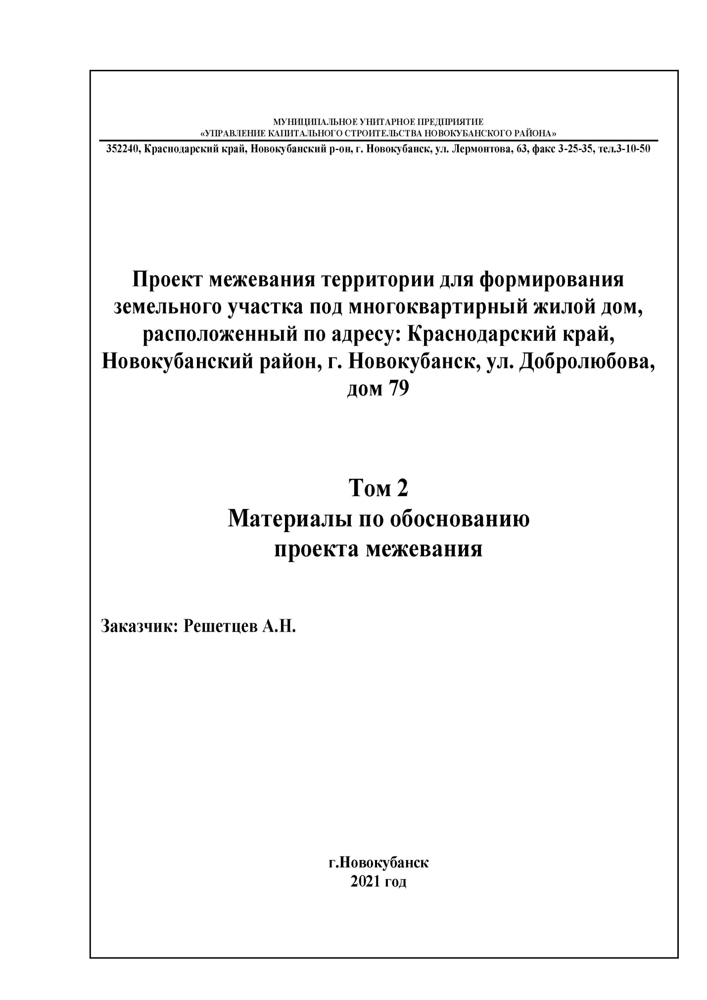 МУНИЦИПАЛЬНОЕ УНИТАРНОЕ ПРЕДПРИЯТИЕ
«УПРАВЛЕНИЕ КАПИТАЛЬНОГО СТРОИТЕЛЬСТВА НОВОКУБАНСКОГО РАЙОНА»
352240, Краснодарский край, Новокубанский р-он, г. Новокубанск, ул. Лермонтова, 63, факс 3-25-35, тел.3-10-50
Проект межевания территории для формирования
земельного участка под многоквартирный жилой дом,
расположенный по адресу: Краснодарский край,
Новокубанский район, г. Новокубанск, ул. Добролюбова,
дом 79
Том 2
Материалы по обоснованию
проекта межевания
Заказчик: Решетцев А.Н.
г.Новокубанск
2021 год